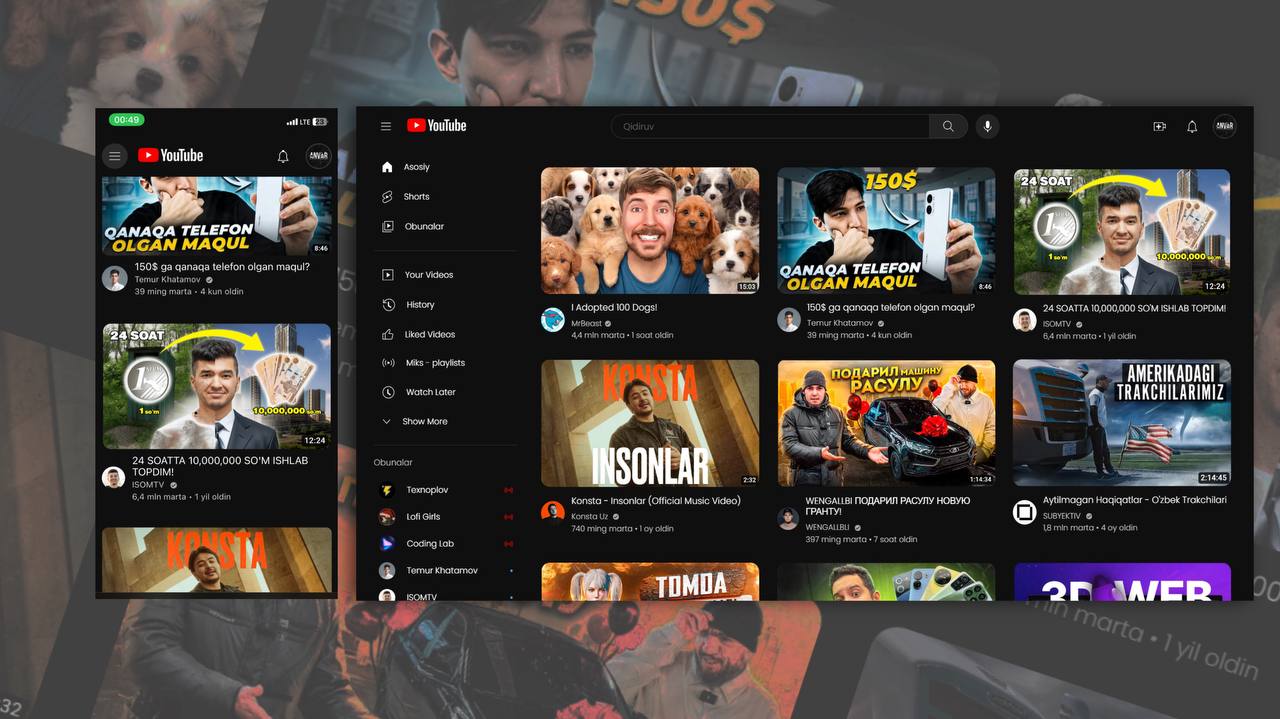 150$
00:49
LTE
YouTube
ANVAR
QANAQA TELEFON
OLGAN MAQUL
8:46
150$ ga qanaqa telefon olgan maqul?
Temur Khatamov
39 ming marta • 4 kun oldin
24 SOAT
1
1 so'm
10,000,000 so'm
12:24
24 SOATTA 10,000,000 SO'M ISHLAB
TOPDIM!
ISOMTV
6,4 mln marta • 1 yil oldin
KONSTA
YouTube
Qidiruv
ANVAR
Asosiy
Shorts
Obunalar
Your Videos
History
Liked Videos
Miks - playlists
Watch Later
Show More
Obunalar
Texnoplov
Lofi Girls
Coding Lab
Temur Khatamov
ISOMTV
15:03
I Adopted 100 Dogs!
MrBeast
4,4 mln marta • 1 soat oldin
150$
QANAQA TELEFON
OLGAN MAQUL
8:46
150$ ga qanaqa telefon olgan maqul?
Temur Khatamov
39 ming marta • 4 kun oldin
24 SOAT
1
1 so'm
10,000,000 so'm
12:24
24 SOATTA 10,000,000 SO'M ISHLAB TOPDIM!
ISOMTV
6,4 mln marta • 1 yil oldin
KONSTA
INSONLAR
2:32
Konsta - Insonlar (Official Music Video)
Konsta Uz
740 ming marta • 1 oy oldin
ПОДАРИЛ МАШИНУ
РАСУЛУ
1:14:34
WENGALLBI ПОДАРИЛ РАСУЛУ НОВУЮ
ГРАНТУ!
WENGALLBLI
397 ming marta • 7 soat oldin
AMERIKADAGI
TRAKCHILARIMIZ
2:14:45
Aytilmagan Haqiqatlar - O'zbek Trakchilari
SUBYEKTIV
1,8 mln marta • 4 oy oldin
TOMDA
3D WEB
mln marta • 1 yil oldin
32